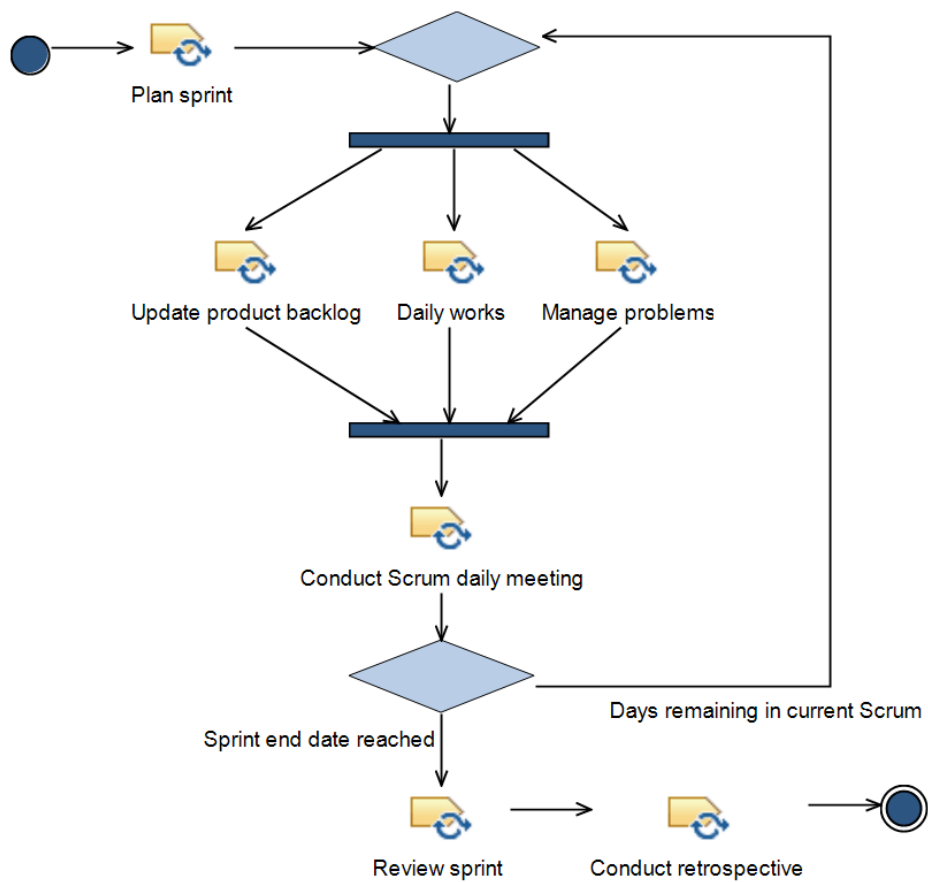 Plan sprint
Update product backlog
Daily works
Manage problems
Conduct Scrum daily meeting
Days remaining in current Scrum
Sprint end date reached
Review sprint
Conduct retrospective